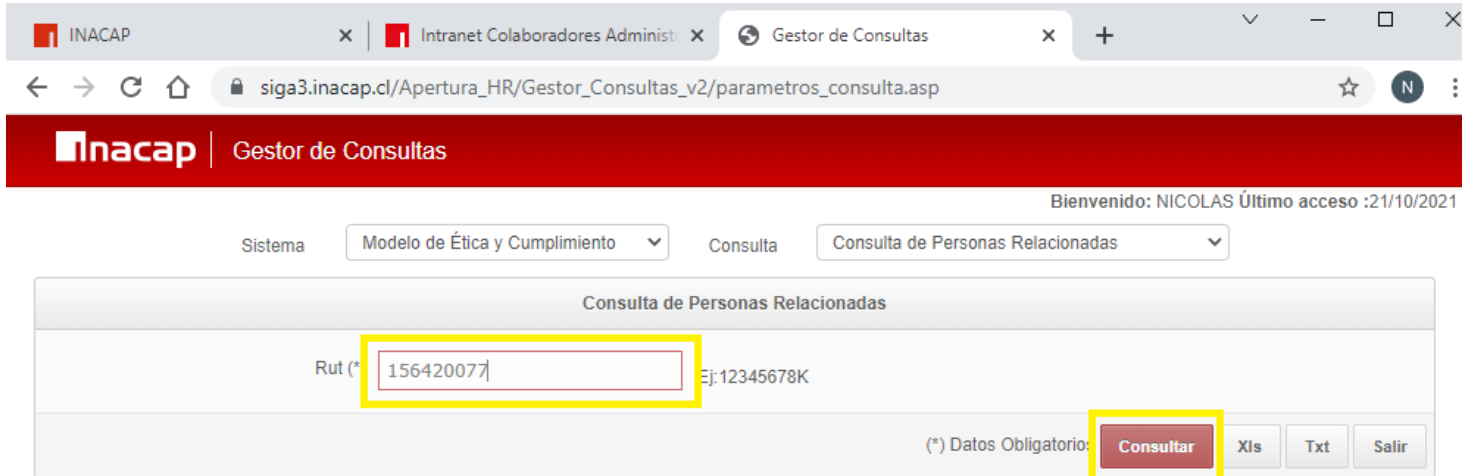 INACAP
Intranet Colaboradores Administ
Gestor de Consultas
siga3.inacap.cl/Apertura_HR/Gestor_Consultas_v2/parametros_consulta.asp
N
Inacap Gestor de Consultas
Bienvenido: NICOLAS Último acceso :21/10/2021
Sistema Modelo de Ética y Cumplimiento Consulta Consulta de Personas Relacionadas
Consulta de Personas Relacionadas
Rut (* 156420077 Ej:12345678K
(*) Datos Obligatorios Consultar Xls Txt Salir